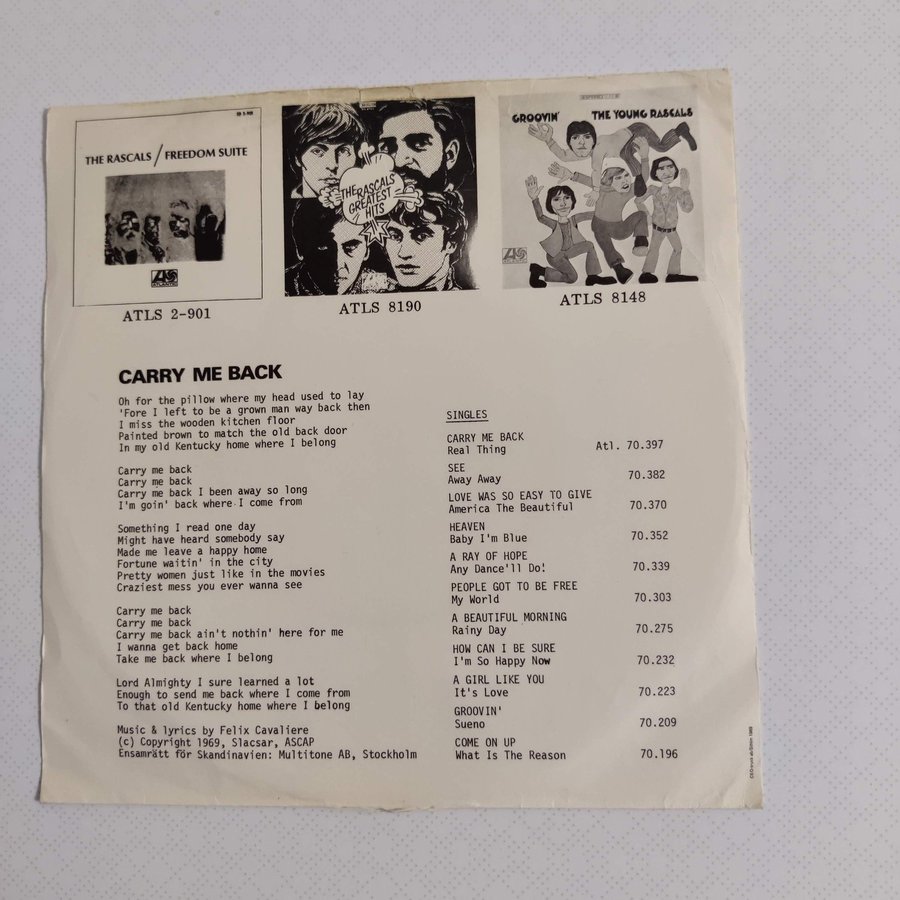 THE RASCALS / FREEDOM SUITE
ATLANTIC
ATLS 2-901
THE RASCALS
GREATEST
HITS
ATLS 8190
GROOVIN' THE YOUNG RASCALS
ATLS 8148
CARRY ME BACK
Oh for the pillow where my head used to lay
'Fore I left to be a grown man way back then
I miss the wooden kitchen floor
Painted brown to match the old back door
In my old Kentucky home where I belong
Carry me back
Carry me back
Carry me back I been away so long
I'm goin' back where I come from
Something I read one day
Might have heard somebody say
Made me leave a happy home
Fortune waitin' in the city
Pretty women just like in the movies
Craziest mess you ever wanna see
Carry me back
Carry me back
Carry me back ain't nothin' here for me
I wanna get back home
Take me back where I belong
Lord Almighty I sure learned a lot
Enough to send me back where I come from
To that old Kentucky home where I belong
Music & lyrics by Felix Cavaliere
(c) Copyright 1969, Slacsar, ASCAP
Ensamrätt för Skandinavien: Multitone AB, Stockholm
SINGLES
CARRY ME BACK
Real Thing Atl. 70.397
SEE
Away Away 70.382
LOVE WAS SO EASY TO GIVE
America The Beautiful 70.370
HEAVEN
Baby I'm Blue 70.352
A RAY OF HOPE
Any Dance'll Do! 70.339
PEOPLE GOT TO BE FREE
My World 70.303
A BEAUTIFUL MORNING
Rainy Day 70.275
HOW CAN I BE SURE
I'm So Happy Now 70.232
A GIRL LIKE YOU
It's Love 70.223
GROOVIN'
Sueno 70.209
COME ON UP
What Is The Reason 70.196